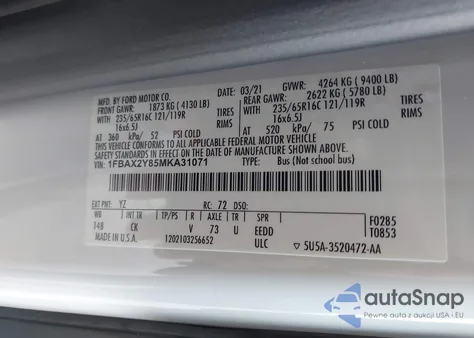 MFD. BY FORD MOTOR CO. 03/21 GVWR: 4264 KG ( 9400 LB)
FRONT GAWR: 1873 KG ( 4130 LB) REAR GAWR: 2622 KG ( 5780 LB)
WITH WITH
235/65R16C 121/119R TIRES 235/65R16C 121/119R TIRES
16x6.5J RIMS 16x6.5J RIMS
AT 360 kPa/ 52 PSI COLD AT 520 kPa/ 75 PSI COLD
THIS VEHICLE CONFORMS TO ALL APPLICABLE FEDERAL MOTOR VEHICLE
SAFETY STANDARDS IN EFFECT ON THE DATE OF MANUFACTURE SHOWN ABOVE.
VIN: 1FBAX2Y85MKA31071 TYPE: Bus (Not school Bus)
EXT PNT: YZ RC: 72 DSO:
WB INT TR TP/PS R AXLE TR SPR F0285
148 CK V 73 U EEDD T0853
MADE IN U.S.A. 1202103256652 ULC 5U5A-3520472-AA
autoSnap
Pewne auta z aukcji USA i EU